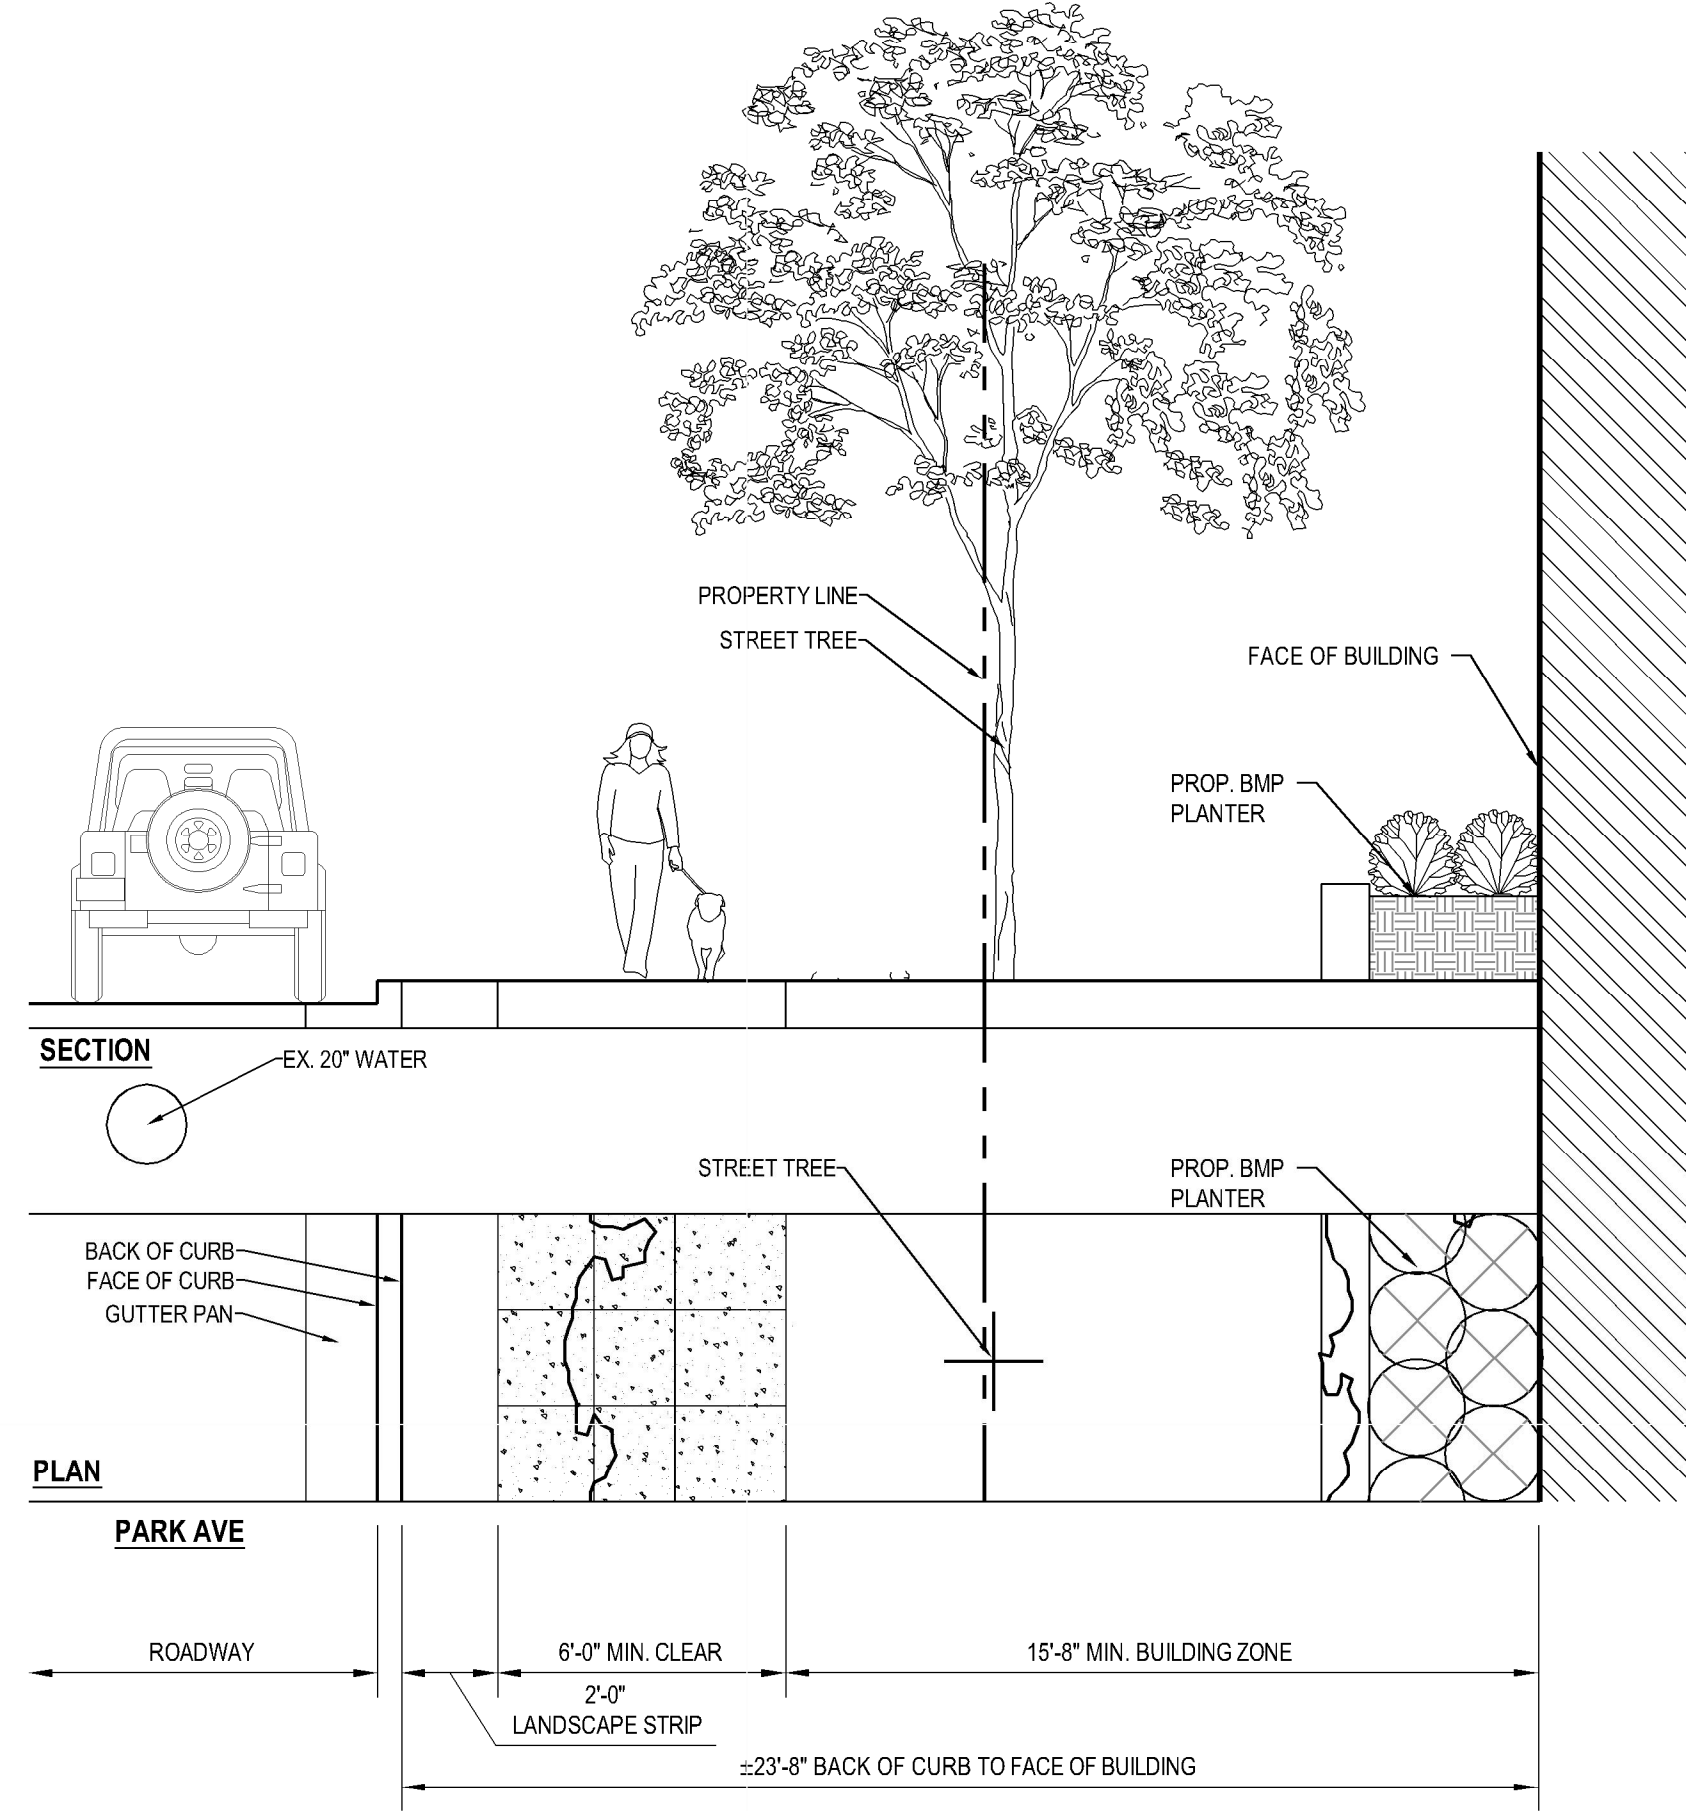 PROPERTY LINE
STREET TREE
FACE OF BUILDING
PROP. BMP
PLANTER
SECTION
EX. 20" WATER
STREET TREE
PROP. BMP
PLANTER
BACK OF CURB
FACE OF CURB
GUTTER PAN
PLAN
PARK AVE
ROADWAY
6'-0" MIN. CLEAR
15'-8" MIN. BUILDING ZONE
2'-0"
LANDSCAPE STRIP
±23'-8" BACK OF CURB TO FACE OF BUILDING